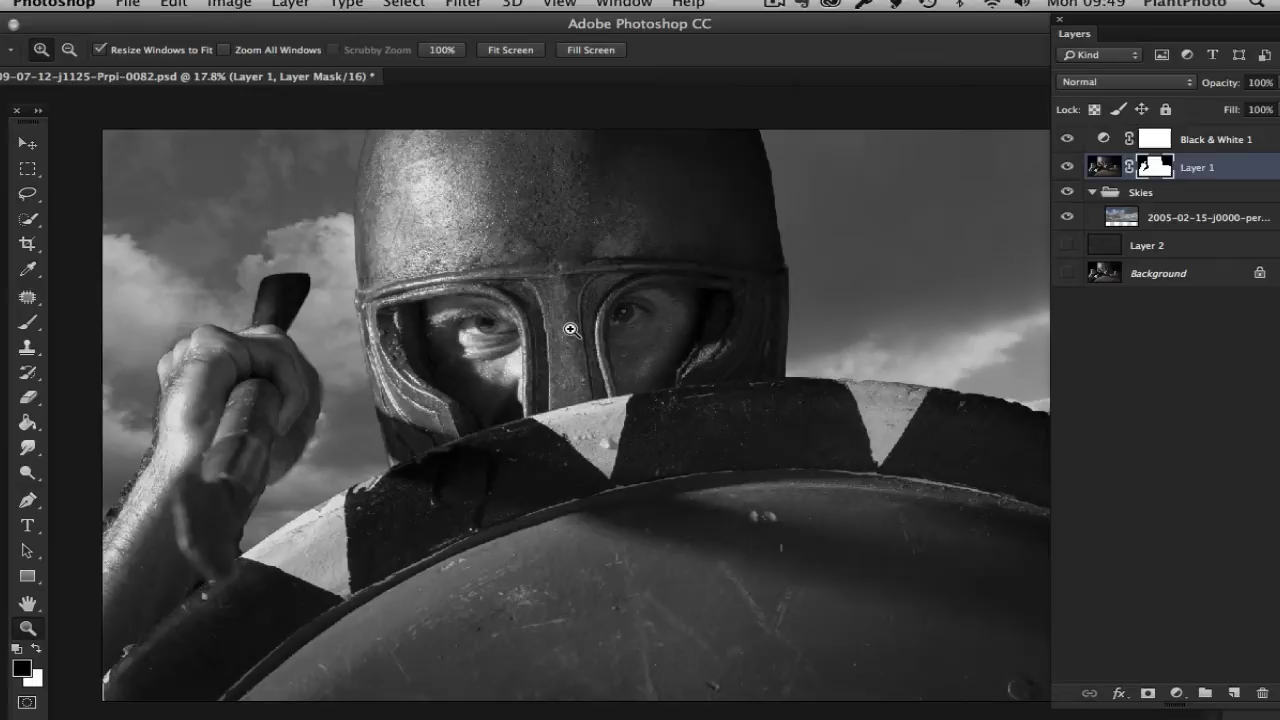 Photoshop File Edit Image Layer Type Select Filter 3D View Window Help Mon 09:49 PlantPhoto
Adobe Photoshop CC
Resize Windows to Fit Zoom All Windows Scrubby Zoom 100% Fit Screen Fill Screen
09-07-12-j1125-Prpi-0082.psd @ 17.8% (Layer 1, Layer Mask/16) *
Layers
Kind
Normal Opacity: 100%
Lock: Fill: 100%
Black & White 1
Layer 1
Skies
2005-02-15-j0000-per...
Layer 2
Background